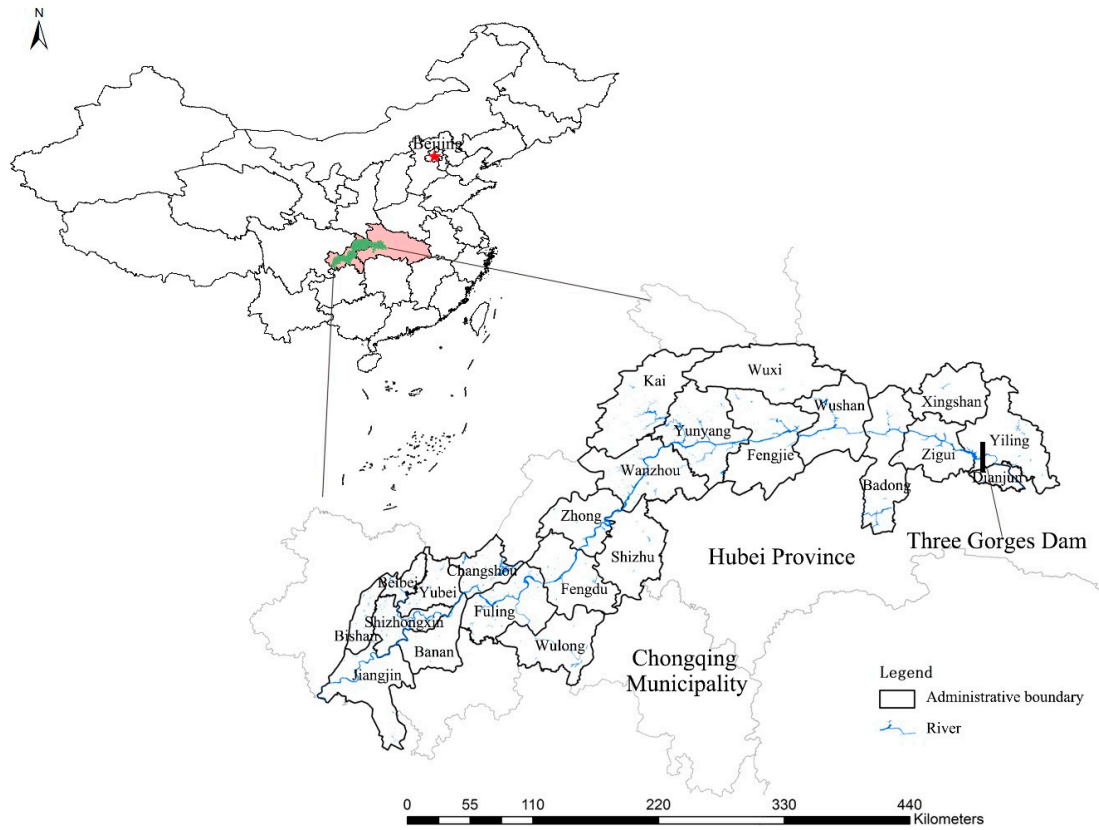 N
Beijing
Kai
Wuxi
Wushan
Xingshan
Yunyang
Fengjie
Zigui
Yiling
Dianjun
Wanzhou
Badong
Zhong
Shizhu
Hubei Province
Three Gorges Dam
Changshou
Beibei
Yubei
Fengdu
Fuling
Shizhongxin
Bishan
Banan
Wulong
Jiangjin
Chongqing
Municipality
Legend
Administrative boundary
River
0 55 110 220 330 440
Kilometers